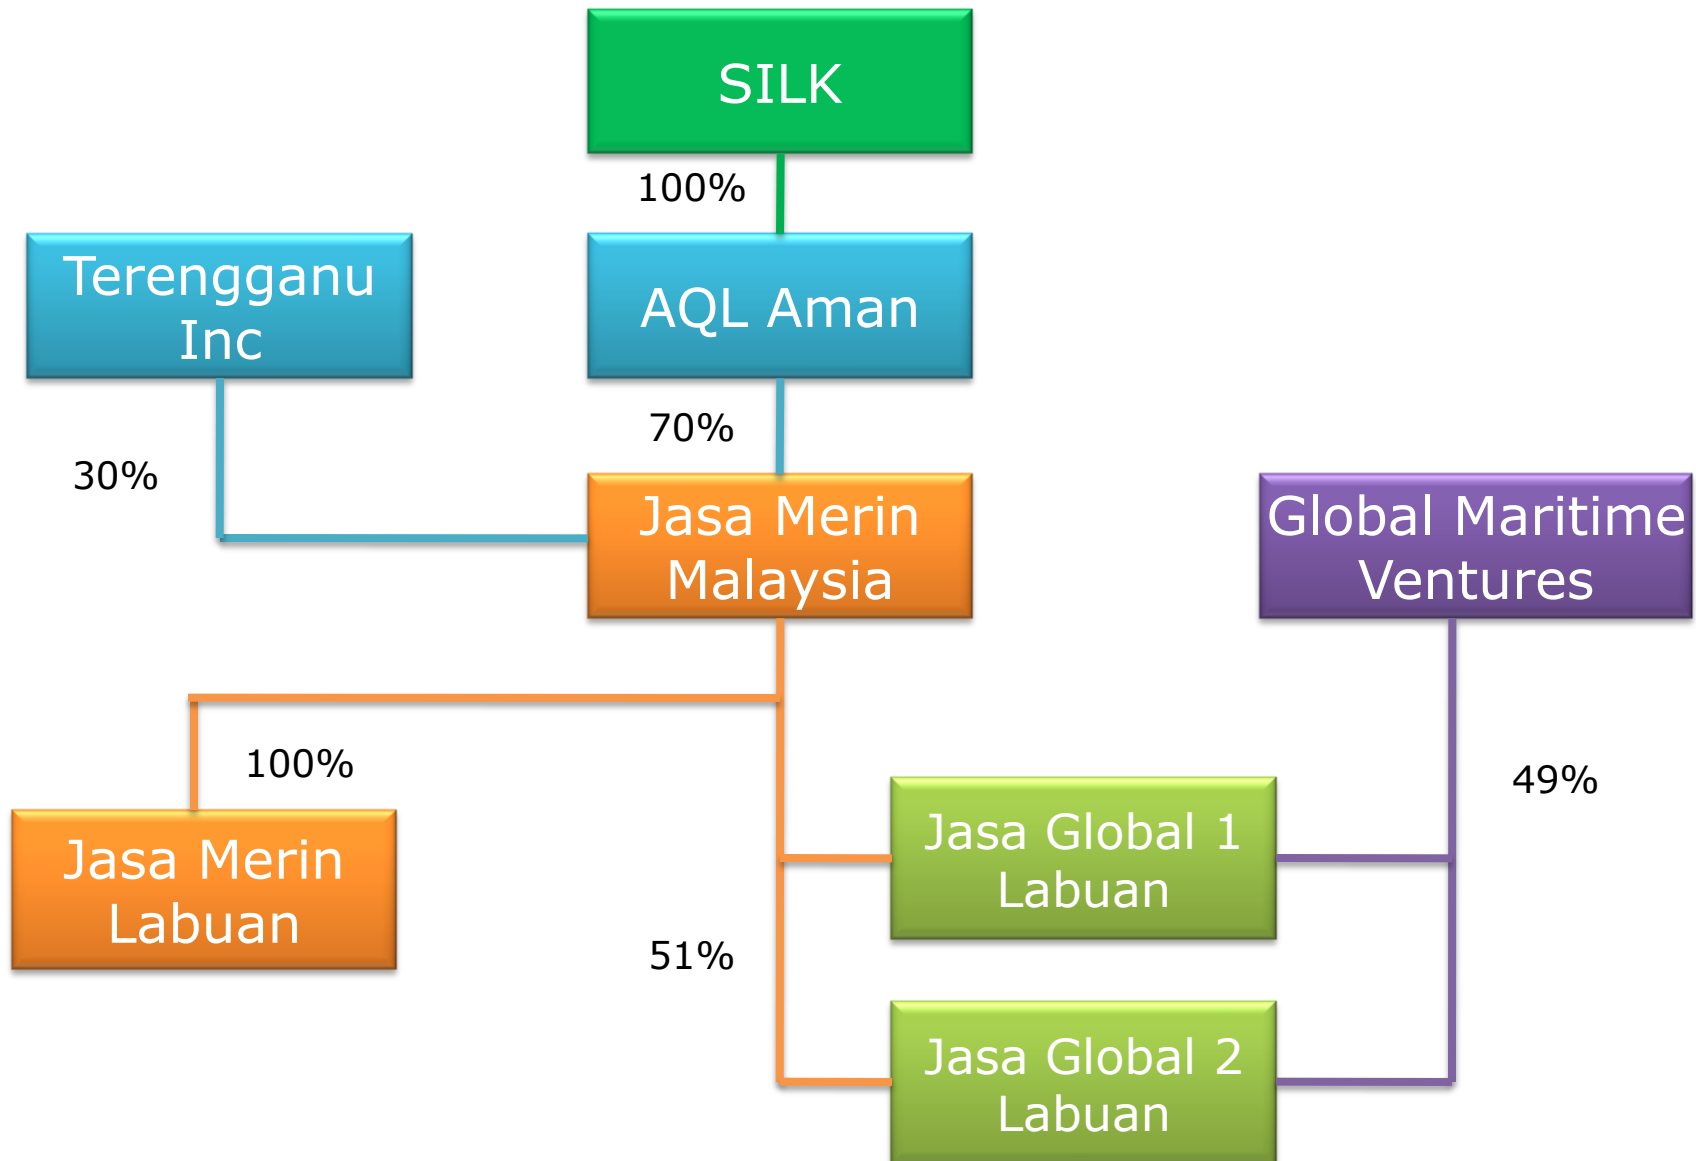 SILK
100%
Terengganu
Inc
AQL Aman
70%
30%
Jasa Merin
Malaysia
Global Maritime
Ventures
100%
49%
Jasa Merin
Labuan
Jasa Global 1
Labuan
51%
Jasa Global 2
Labuan